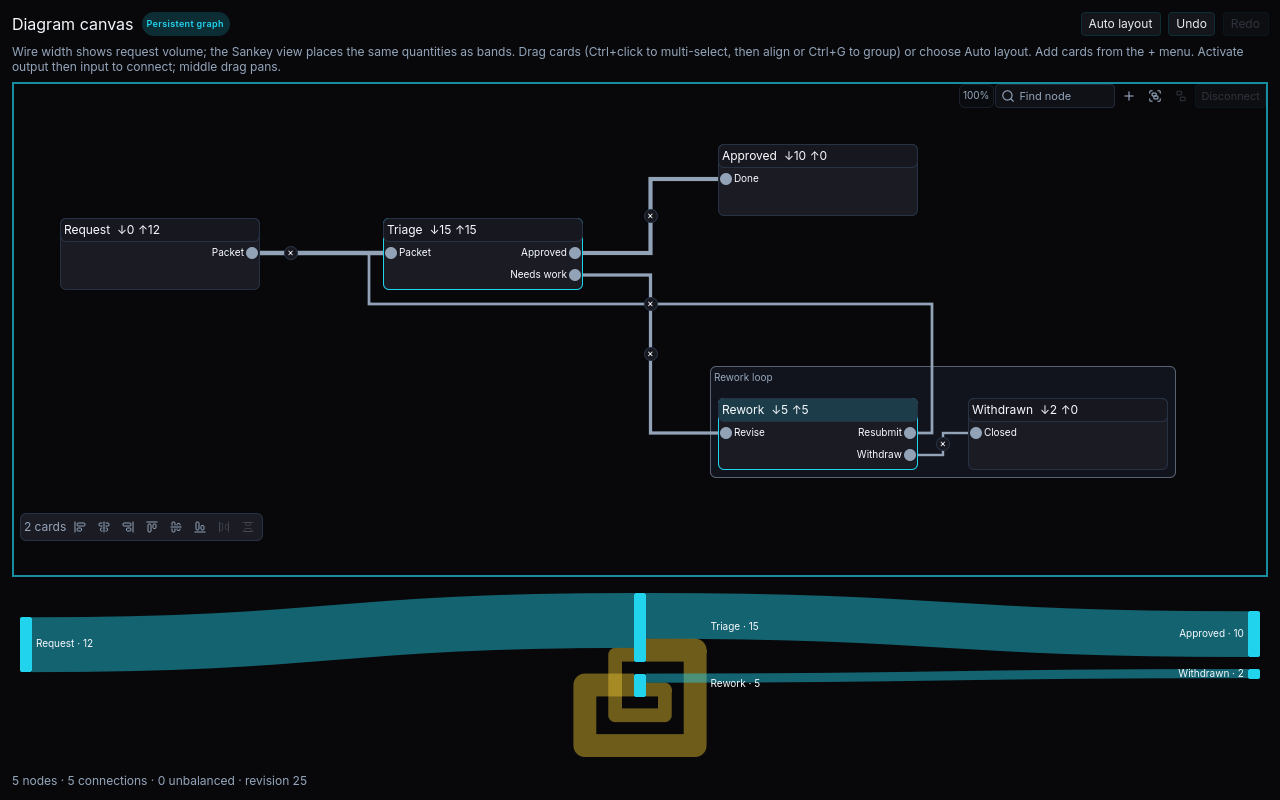 Diagram canvas
Persistent graph
Auto layout
Undo
Redo
Wire width shows request volume; the Sankey view places the same quantities as bands. Drag cards (Ctrl+click to multi-select, then align or Ctrl+G to group) or choose Auto layout. Add cards from the + menu. Activate
output then input to connect; middle drag pans.
100%
Find node
Disconnect
Approved ↓10 ↑0
Done
Request ↓0 ↑12
Packet
Triage ↓15 ↑15
Packet
Approved
Needs work
Rework loop
Rework ↓5 ↑5
Revise
Resubmit
Withdraw
Withdrawn ↓2 ↑0
Closed
2 cards
Request · 12
Triage · 15
Approved · 10
Rework · 5
Withdrawn · 2
5 nodes · 5 connections · 0 unbalanced · revision 25